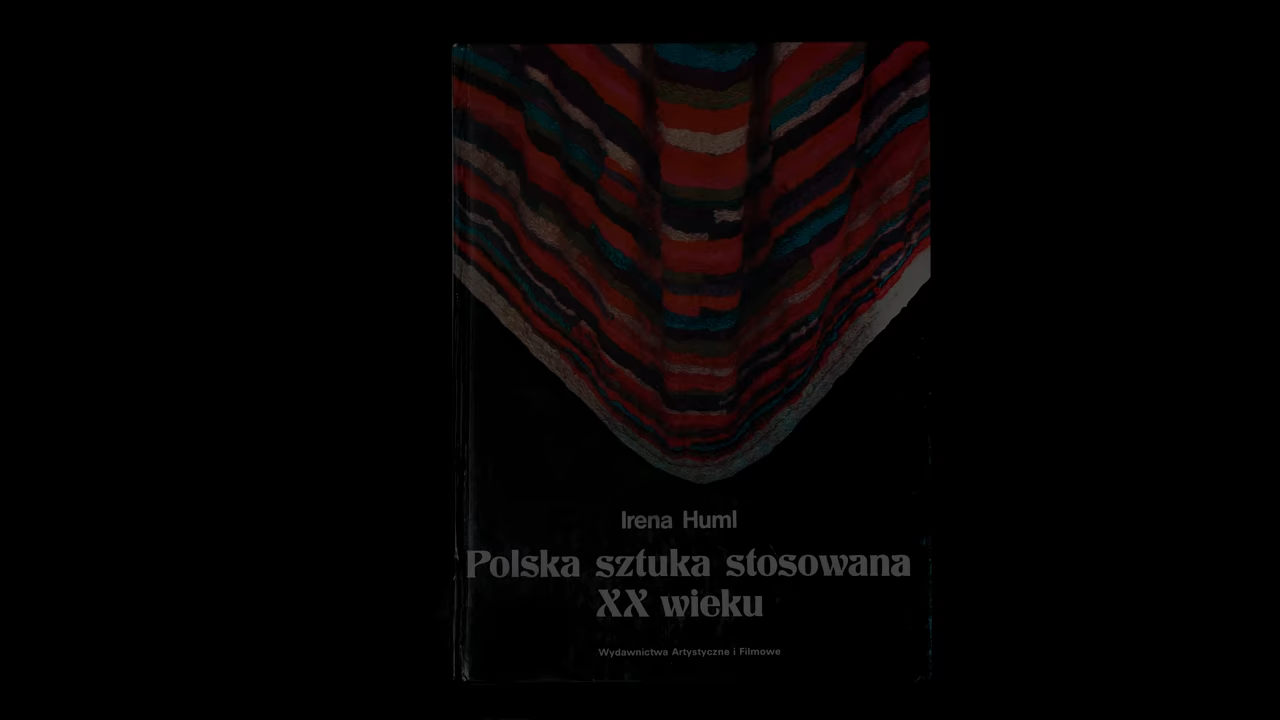 Irena Huml
Polska sztuka stosowana
XX wieku
Wydawnictwa Artystyczne i Filmowe